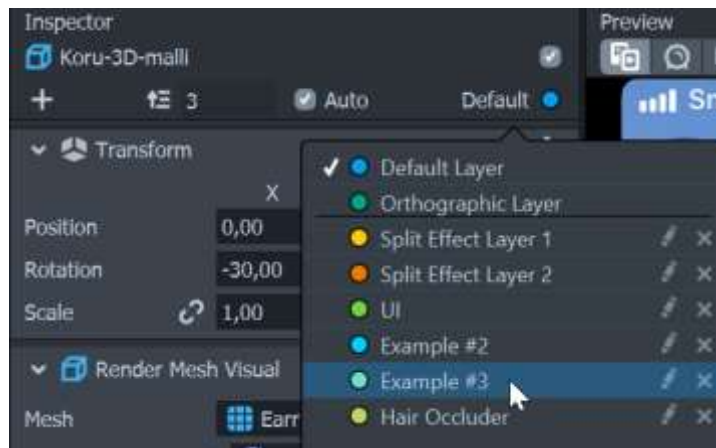 Inspector
Koru-3D-malli
3 Auto Default
Transform
X
Position 0,00
Rotation -30,00
Scale 1,00
Render Mesh Visual
Mesh Earr
Default Layer
Orthographic Layer
Split Effect Layer 1
Split Effect Layer 2
UI
Example #2
Example #3
Hair Occluder
Preview
Sn